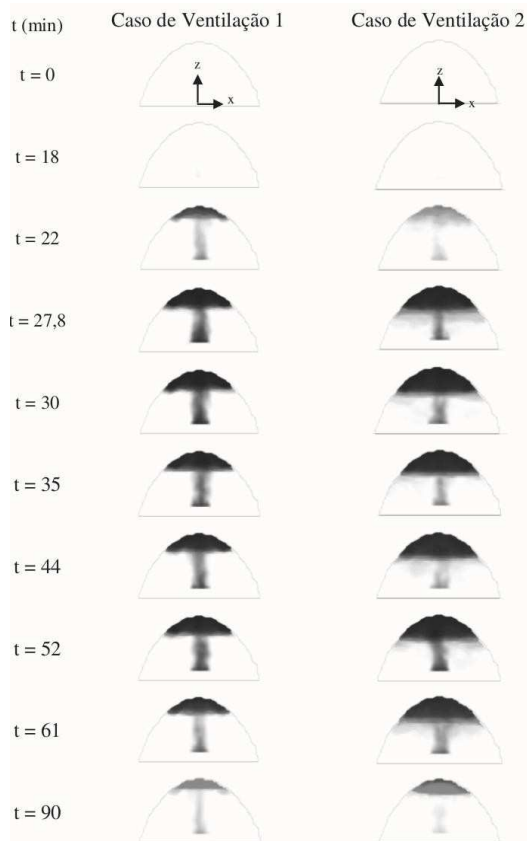 t (min) Caso de Ventilação 1 Caso de Ventilação 2
t = 0
z z
x x
t = 18
t = 22
t = 27,8
t = 30
t = 35
t = 44
t = 52
t = 61
t = 90